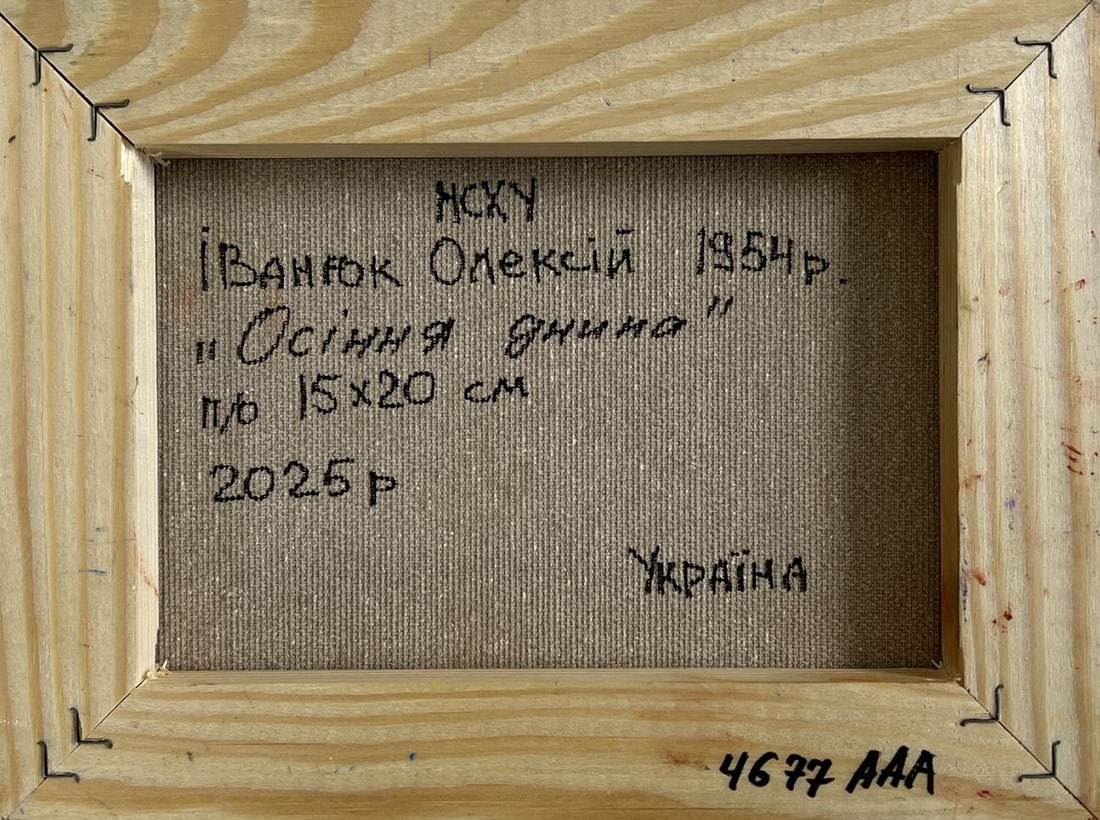 НСХУ
Іванюк Олексій 1954р.
„Осіння днина"
п/о 15х20 см
2025р
Україна
4677 ААА